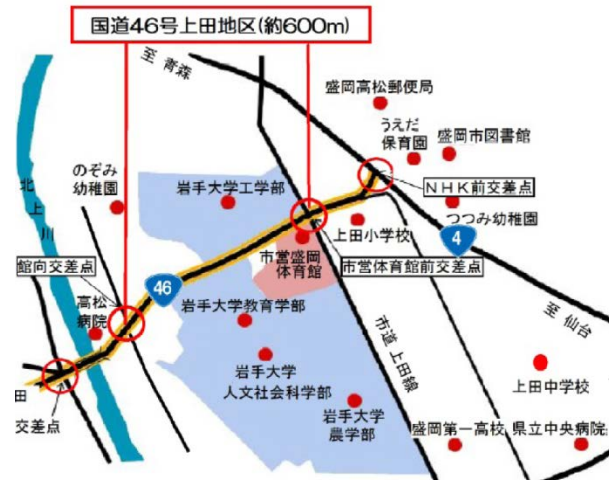 国道46号上田地区(約600m)
至 青森
盛岡高松郵便局
うえだ
保育園
盛岡市図書館
のぞみ
幼稚園
岩手大学工学部
NHK前交差点
北上川
つつみ幼稚園
上田小学校
4
市営盛岡
体育館
館向交差点
市営体育館前交差点
46
高松
病院
岩手大学教育学部
至 仙台
市道 上田線
岩手大学
人文社会科学部
上田中学校
田
岩手大学
農学部
交差点
盛岡第一高校
県立中央病院